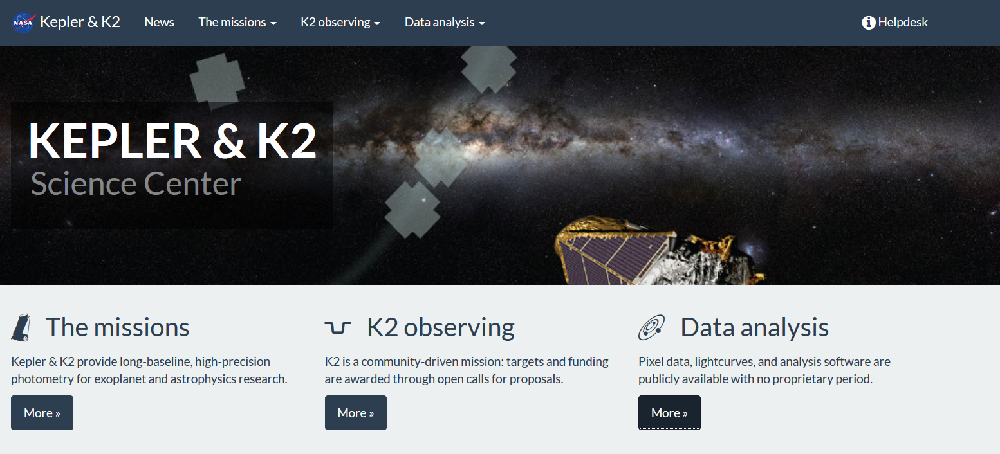 NASA Kepler & K2 News The missions K2 observing Data analysis Helpdesk
KEPLER & K2
Science Center
The missions
Kepler & K2 provide long-baseline, high-precision
photometry for exoplanet and astrophysics research.
More »
K2 observing
K2 is a community-driven mission: targets and funding
are awarded through open calls for proposals.
More »
Data analysis
Pixel data, lightcurves, and analysis software are
publicly available with no proprietary period.
More »